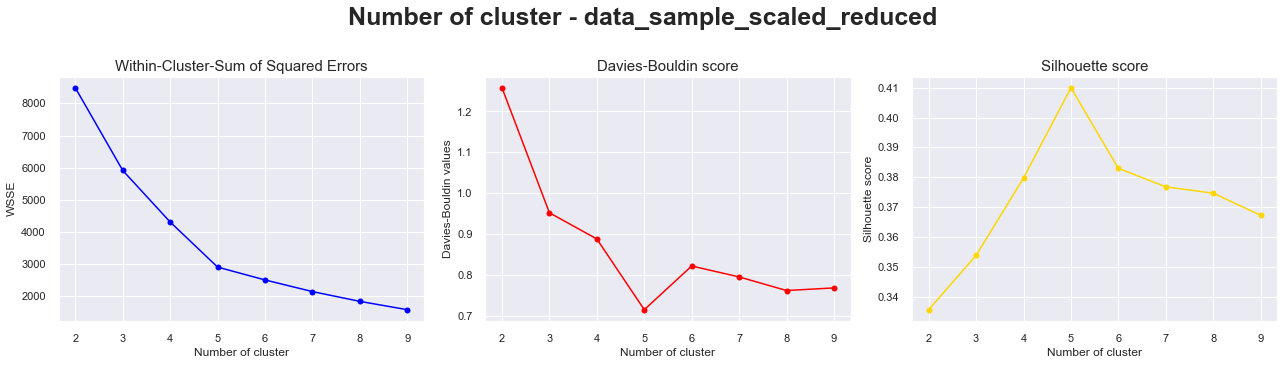 Number of cluster - data_sample_scaled_reduced
Within-Cluster-Sum of Squared Errors
WSSE
8000
7000
6000
5000
4000
3000
2000
2 3 4 5 6 7 8 9
Number of cluster
Davies-Bouldin score
Davies-Bouldin values
1.2
1.1
1.0
0.9
0.8
0.7
2 3 4 5 6 7 8 9
Number of cluster
Silhouette score
Silhouette score
0.41
0.40
0.39
0.38
0.37
0.36
0.35
0.34
2 3 4 5 6 7 8 9
Number of cluster